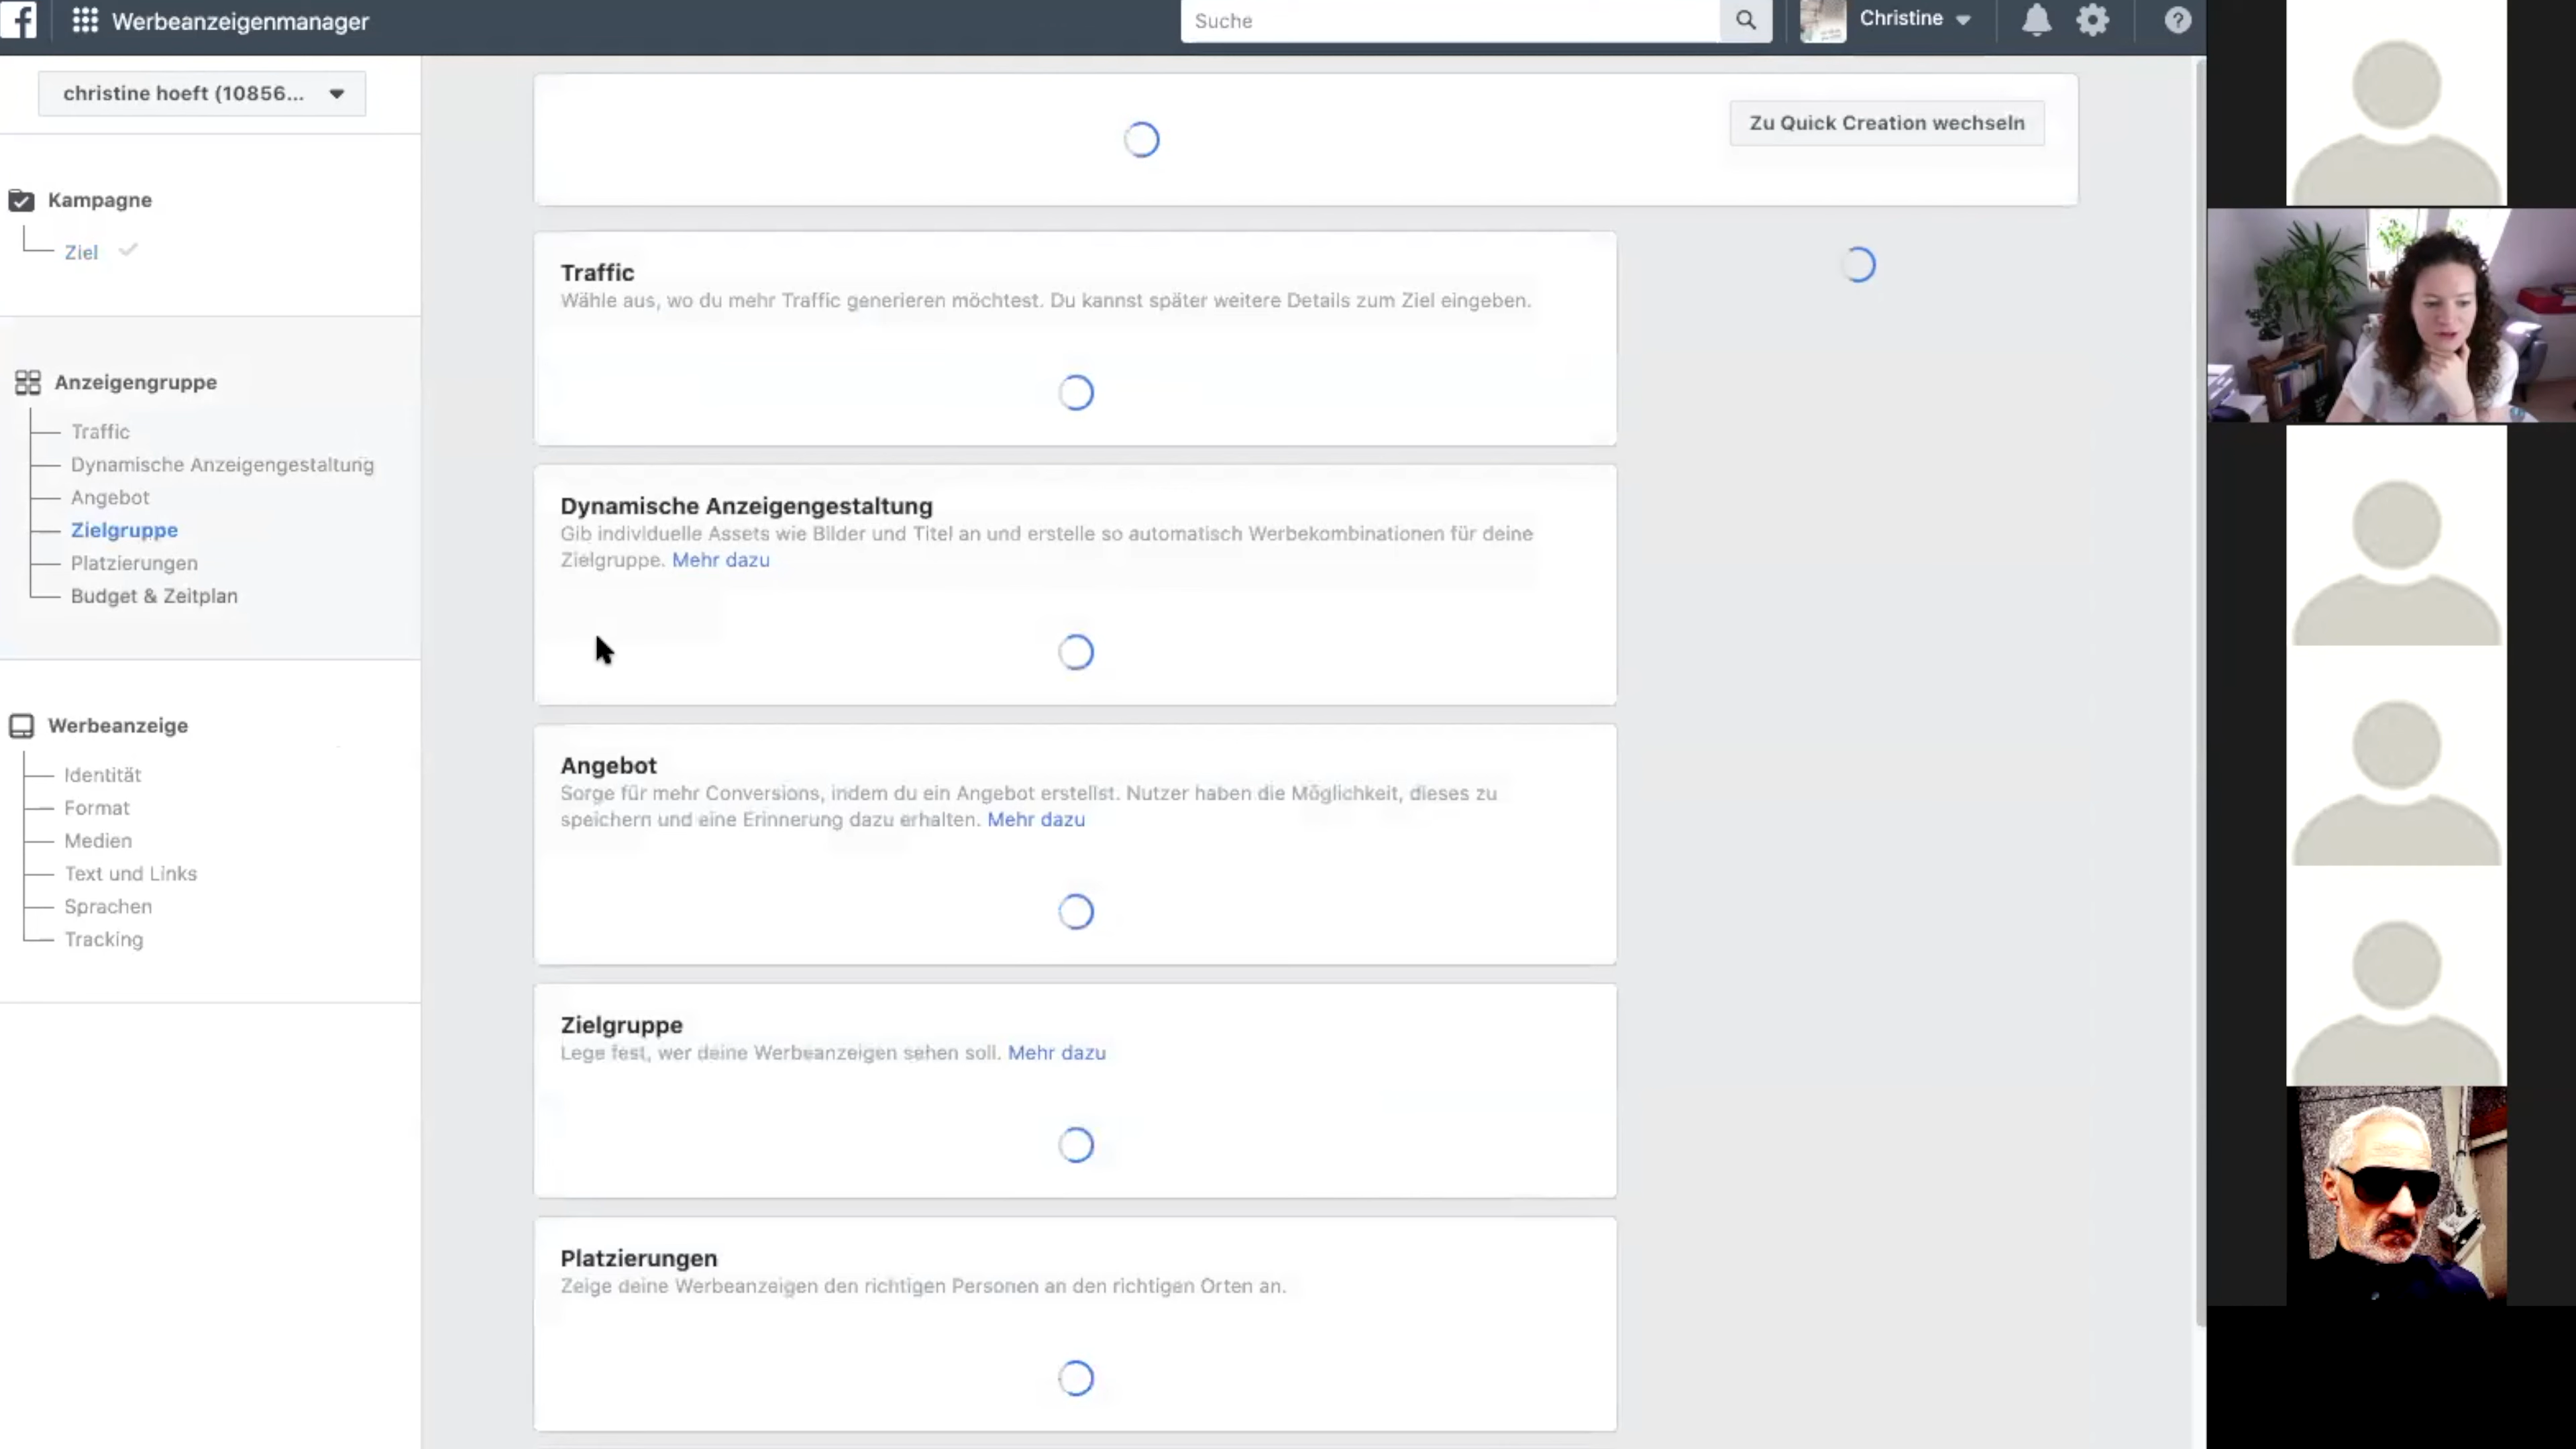 Werbeanzeigenmanager
Suche
Christine
christine hoeft (10856...
Kampagne
Ziel
Anzeigengruppe
Traffic
Dynamische Anzeigengestaltung
Angebot
Zielgruppe
Platzierungen
Budget & Zeitplan
Werbeanzeige
Identität
Format
Medien
Text und Links
Sprachen
Tracking
Zu Quick Creation wechseln
Traffic
Wähle aus, wo du mehr Traffic generieren möchtest. Du kannst später weitere Details zum Ziel eingeben.
Dynamische Anzeigengestaltung
Gib individuelle Assets wie Bilder und Titel an und erstelle so automatisch Werbekombinationen für deine
Zielgruppe. Mehr dazu
Angebot
Sorge für mehr Conversions, indem du ein Angebot erstellst. Nutzer haben die Möglichkeit, dieses zu
speichern und eine Erinnerung dazu erhalten. Mehr dazu
Zielgruppe
Lege fest, wer deine Werbeanzeigen sehen soll. Mehr dazu
Platzierungen
Zeige deine Werbeanzeigen den richtigen Personen an den richtigen Orten an.